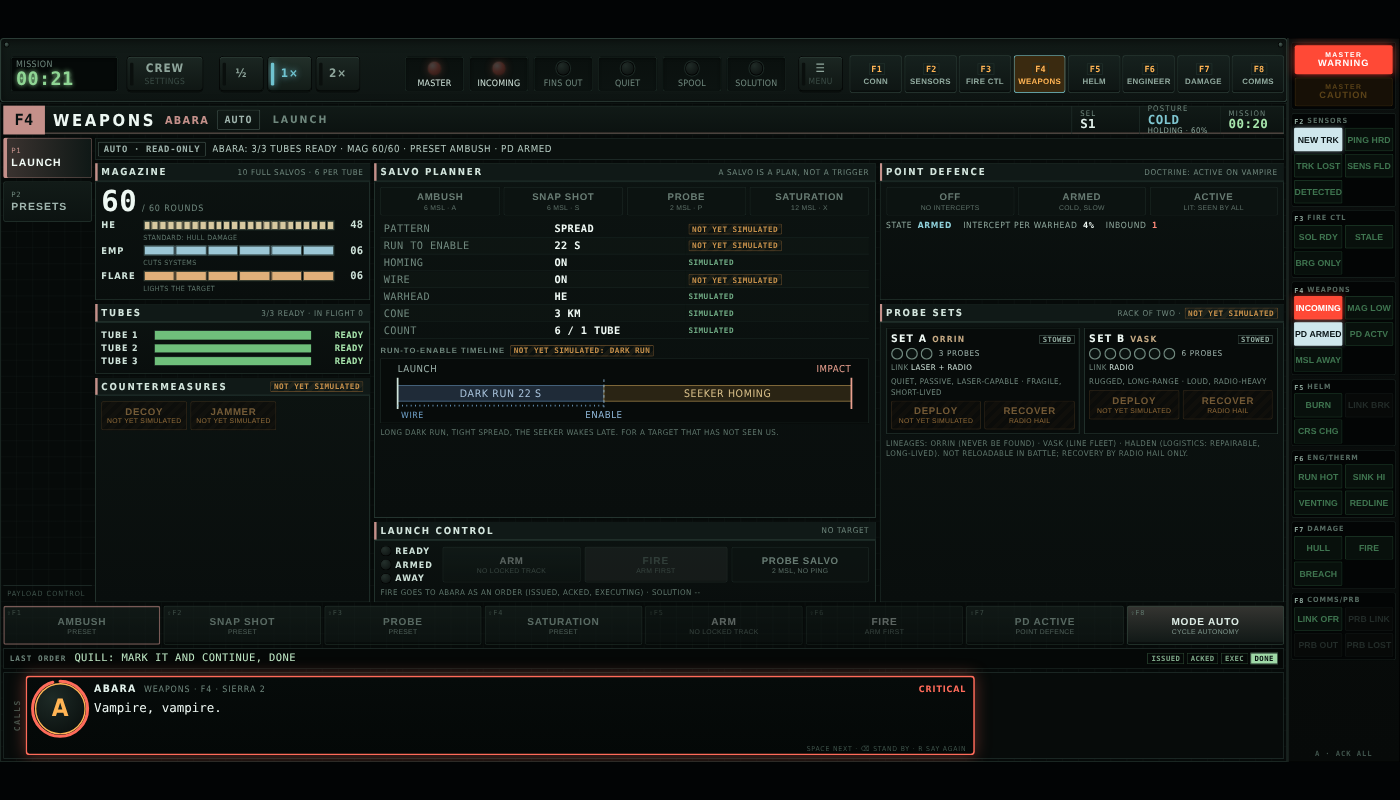 MISSION
00:21
CREW
SETTINGS
½
1×
2×
MASTER
INCOMING
FINS OUT
QUIET
SPOOL
SOLUTION
☰
MENU
F1
CONN
F2
SENSORS
F3
FIRE CTL
F4
WEAPONS
F5
HELM
F6
ENGINEER
F7
DAMAGE
F8
COMMS
MASTER
WARNING
MASTER
CAUTION
F4 WEAPONS ABARA AUTO LAUNCH
SEL
S1
POSTURE
COLD
HOLDING · 60%
MISSION
00:20
P1
LAUNCH
P2
PRESETS
PAYLOAD CONTROL
AUTO · READ-ONLY ABARA: 3/3 TUBES READY · MAG 60/60 · PRESET AMBUSH · PD ARMED
MAGAZINE 10 FULL SALVOS · 6 PER TUBE
60 / 60 ROUNDS
HE 48
STANDARD: HULL DAMAGE
EMP 06
CUTS SYSTEMS
FLARE 06
LIGHTS THE TARGET
TUBES 3/3 READY · IN FLIGHT 0
TUBE 1 READY
TUBE 2 READY
TUBE 3 READY
COUNTERMEASURES NOT YET SIMULATED
DECOY
NOT YET SIMULATED
JAMMER
NOT YET SIMULATED
SALVO PLANNER A SALVO IS A PLAN, NOT A TRIGGER
AMBUSH
6 MSL · A
SNAP SHOT
6 MSL · S
PROBE
2 MSL · P
SATURATION
12 MSL · X
PATTERN SPREAD NOT YET SIMULATED
RUN TO ENABLE 22 S NOT YET SIMULATED
HOMING ON SIMULATED
WIRE ON NOT YET SIMULATED
WARHEAD HE SIMULATED
CONE 3 KM SIMULATED
COUNT 6 / 1 TUBE SIMULATED
RUN-TO-ENABLE TIMELINE NOT YET SIMULATED: DARK RUN
LAUNCH IMPACT
DARK RUN 22 S SEEKER HOMING
WIRE ENABLE
LONG DARK RUN, TIGHT SPREAD, THE SEEKER WAKES LATE. FOR A TARGET THAT HAS NOT SEEN US.
LAUNCH CONTROL NO TARGET
READY
ARMED
AWAY
ARM
NO LOCKED TRACK
FIRE
ARM FIRST
PROBE SALVO
2 MSL, NO PING
FIRE GOES TO ABARA AS AN ORDER (ISSUED, ACKED, EXECUTING) · SOLUTION --
POINT DEFENCE DOCTRINE: ACTIVE ON VAMPIRE
OFF
NO INTERCEPTS
ARMED
COLD, SLOW
ACTIVE
LIT: SEEN BY ALL
STATE ARMED INTERCEPT PER WARHEAD 4% INBOUND 1
PROBE SETS RACK OF TWO · NOT YET SIMULATED
SET A ORRIN STOWED
3 PROBES
LINK LASER + RADIO
QUIET, PASSIVE, LASER-CAPABLE · FRAGILE,
SHORT-LIVED
DEPLOY
NOT YET SIMULATED
RECOVER
RADIO HAIL
SET B VASK STOWED
6 PROBES
LINK RADIO
RUGGED, LONG-RANGE · LOUD, RADIO-HEAVY
DEPLOY
NOT YET SIMULATED
RECOVER
RADIO HAIL
LINEAGES: ORRIN (NEVER BE FOUND) · VASK (LINE FLEET) · HALDEN (LOGISTICS: REPAIRABLE,
LONG-LIVED). NOT RELOADABLE IN BATTLE; RECOVERY BY RADIO HAIL ONLY.
F2 SENSORS
NEW TRK PING HRD
TRK LOST SENS FLD
DETECTED
F3 FIRE CTL
SOL RDY STALE
BRG ONLY
F4 WEAPONS
INCOMING MAG LOW
PD ARMED PD ACTV
MSL AWAY
F5 HELM
BURN LINK BRK
CRS CHG
F6 ENG/THERM
RUN HOT SINK HI
VENTING REDLINE
F7 DAMAGE
HULL FIRE
BREACH
F8 COMMS/PRB
LINK OFR PRB LINK
PRB OUT PRB LOST
A · ACK ALL
⇧F1
AMBUSH
PRESET
⇧F2
SNAP SHOT
PRESET
⇧F3
PROBE
PRESET
⇧F4
SATURATION
PRESET
⇧F5
ARM
NO LOCKED TRACK
⇧F6
FIRE
ARM FIRST
⇧F7
PD ACTIVE
POINT DEFENCE
⇧F8
MODE AUTO
CYCLE AUTONOMY
LAST ORDER QUILL: MARK IT AND CONTINUE, DONE
ISSUED ACKED EXEC DONE
CALLS
A
ABARA WEAPONS · F4 · SIERRA 2 CRITICAL
Vampire, vampire.
SPACE NEXT · ⌫ STAND BY · R SAY AGAIN